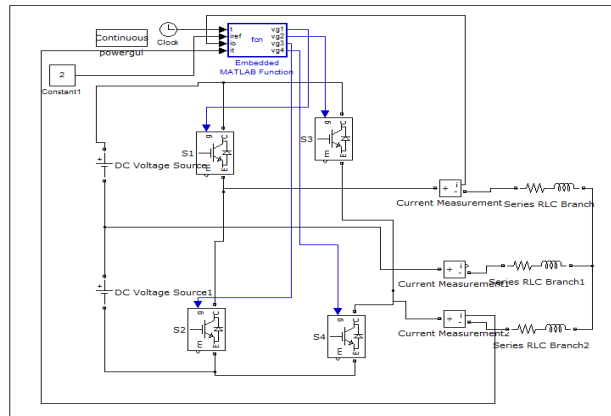 Continuous
powergui
Clock
t
iref
io
it
fcn
vg1
vg2
vg3
vg4
Embedded
MATLAB Function
2
Constant1
g
C
E
S1
g
C
E
S3
+
DC Voltage Source
+
i
-
Current Measurement
Series RLC Branch
+
DC Voltage Source1
+
i
-
Current Measurement1
Series RLC Branch1
g
C
E
S2
g
C
E
S4
+
i
-
Current Measurement2
Series RLC Branch2